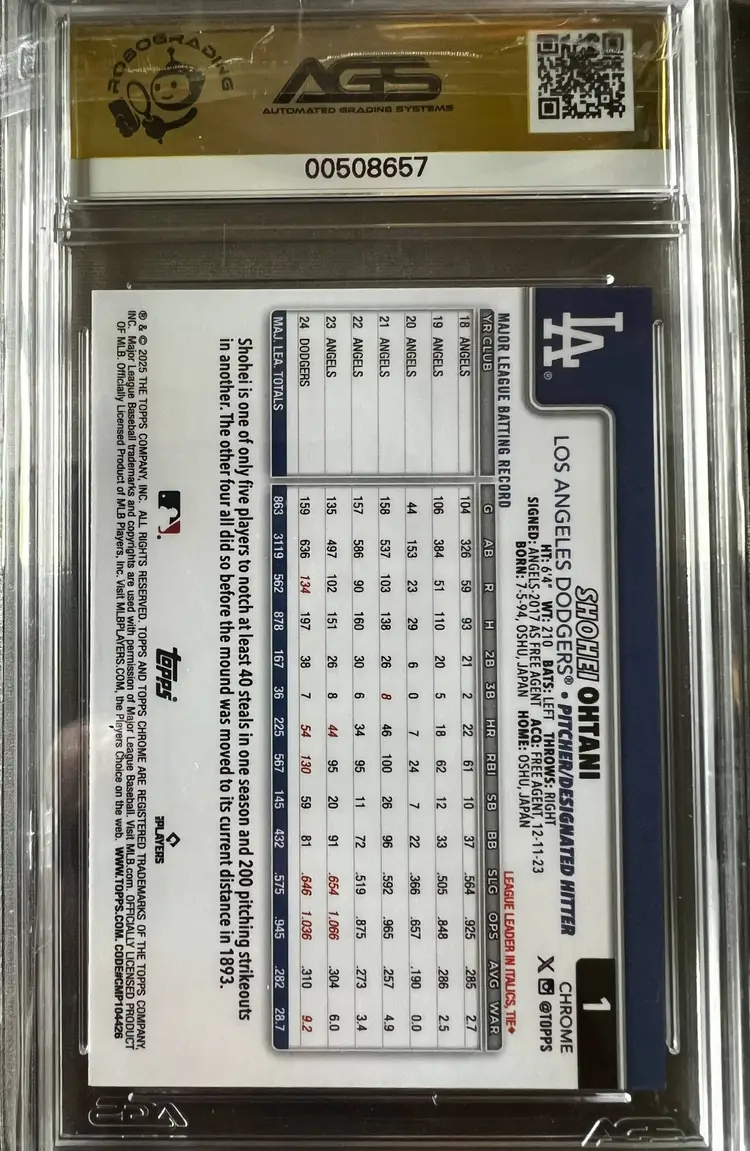 ROBOGRADING
AGS
AUTOMATED GRADING SYSTEMS
00508657
LA®
SHOHEI OHTANI
LOS ANGELES DODGERS® • PITCHER/DESIGNATED HITTER
HT: 6'4" WT: 210 BATS: LEFT THROWS: RIGHT
SIGNED: ANGELS-2017 AS FREE AGENT ACQ: FREE AGENT, 12-11-23
BORN: 7-5-94, OSHU, JAPAN HOME: OSHU, JAPAN
1
CHROME
X @TOPPS
MAJOR LEAGUE BATTING RECORD
LEAGUE LEADER IN ITALICS, TIE♦
YR CLUB G AB R H 2B 3B HR RBI SB BB SLG OPS AVG WAR
18 ANGELS 104 326 59 93 21 2 22 61 10 37 .564 .925 .285 2.7
19 ANGELS 106 384 51 110 20 5 18 62 12 33 .505 .848 .286 2.5
20 ANGELS 44 153 23 29 6 0 7 24 7 22 .366 .657 .190 0.0
21 ANGELS 158 537 103 138 26 8 46 100 26 96 .592 .965 .257 4.9
22 ANGELS 157 586 90 160 30 6 34 95 11 72 .519 .875 .273 3.4
23 ANGELS 135 497 102 151 26 8 44 95 20 91 .654 1.066 .304 6.0
24 DODGERS 159 636 134 197 38 7 54 130 59 81 .646 1.036 .310 9.2
MAJ. LEA. TOTALS 863 3119 562 878 167 36 225 567 145 432 .575 .945 .282 28.7
Shohei is one of only five players to notch at least 40 steals in one season and 200 pitching strikeouts
in another. The other four all did so before the mound was moved to its current distance in 1893.
topps
PLAYERS
® & © 2025 THE TOPPS COMPANY, INC. ALL RIGHTS RESERVED. TOPPS AND TOPPS CHROME ARE REGISTERED TRADEMARKS OF THE TOPPS COMPANY,
INC. Major League Baseball trademarks and copyrights are used with permission of Major League Baseball. Visit MLB.com. OFFICIALLY LICENSED PRODUCT
OF MLB. Officially Licensed Product of MLB Players, Inc. Visit MLBPLAYERS.COM, the Players Choice on the web. WWW.TOPPS.COM. CODE#CMP104426
AGS